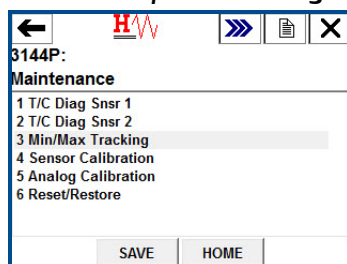 H
3144P:
Maintenance
1 T/C Diag Snsr 1
2 T/C Diag Snsr 2
3 Min/Max Tracking
4 Sensor Calibration
5 Analog Calibration
6 Reset/Restore
SAVE HOME